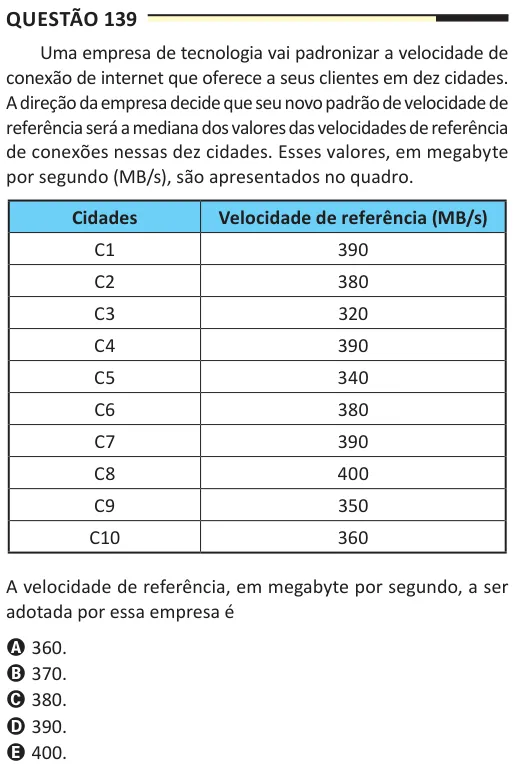 QUESTÃO 139
Uma empresa de tecnologia vai padronizar a velocidade de
conexão de internet que oferece a seus clientes em dez cidades.
A direção da empresa decide que seu novo padrão de velocidade de
referência será a mediana dos valores das velocidades de referência
de conexões nessas dez cidades. Esses valores, em megabyte
por segundo (MB/s), são apresentados no quadro.
Cidades Velocidade de referência (MB/s)
C1 390
C2 380
C3 320
C4 390
C5 340
C6 380
C7 390
C8 400
C9 350
C10 360
A velocidade de referência, em megabyte por segundo, a ser
adotada por essa empresa é
A 360.
B 370.
C 380.
D 390.
E 400.